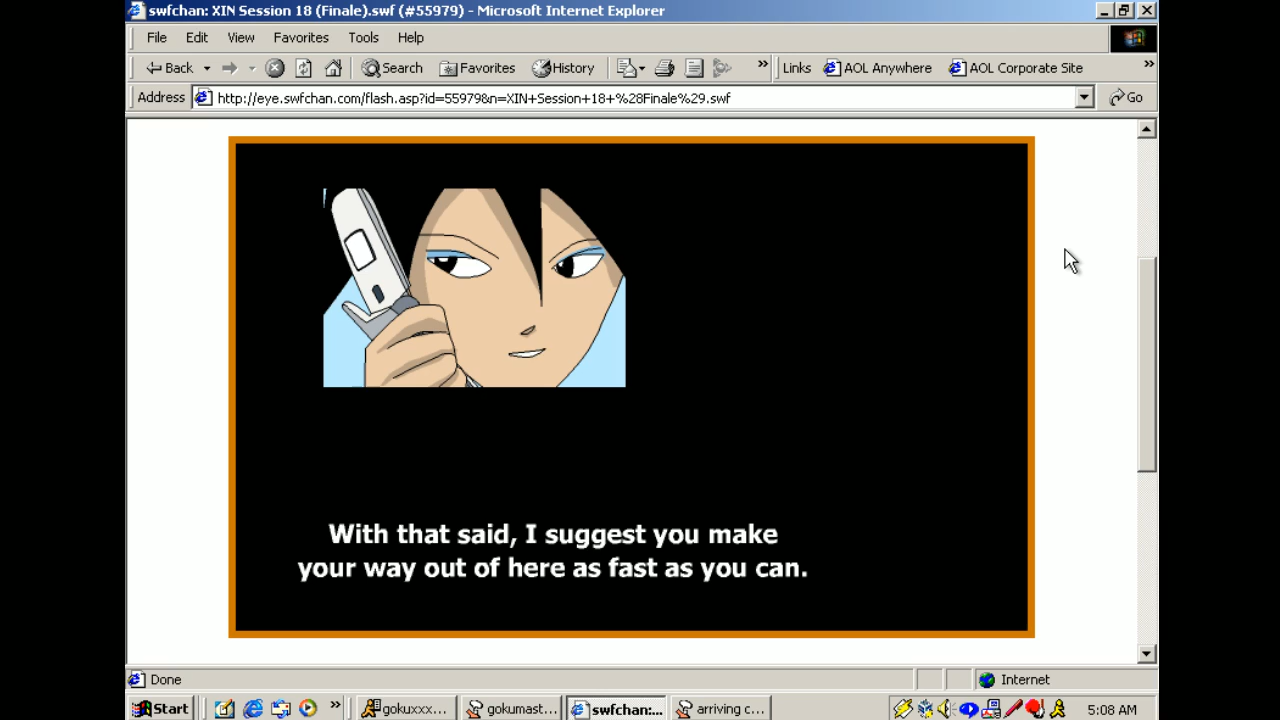 swfchan: XIN Session 18 (Finale).swf (#55979) - Microsoft Internet Explorer
File Edit View Favorites Tools Help
Back Search Favorites History » Links AOL Anywhere AOL Corporate Site »
Address http://eye.swfchan.com/flash.asp?id=55979&n=XIN+Session+18+%28Finale%29.swf Go
With that said, I suggest you make
your way out of here as fast as you can.
Done Internet
Start » gokuxxx... gokumast... swfchan:... arriving c... 5:08 AM